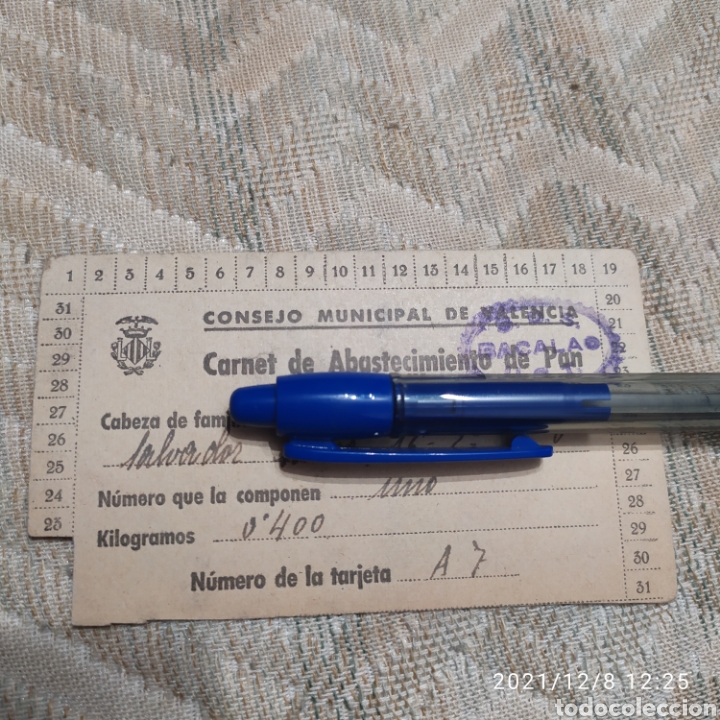 1 2 3 4 5 6 7 8 9 10 11 12 13 14 15 16 17 18 19
31 20
30 21
29
28
27
26 26
25 27
24 28
23 29
30
31
CONSEJO MUNICIPAL DE VALENCIA
BACALAO
Carnet de Abastecimiento de Pan
Cabeza de fam
Salvador
Número que la componen uno
Kilogramos 0'400
Número de la tarjeta A 7
2021/12/8 12:25
todocoleccion